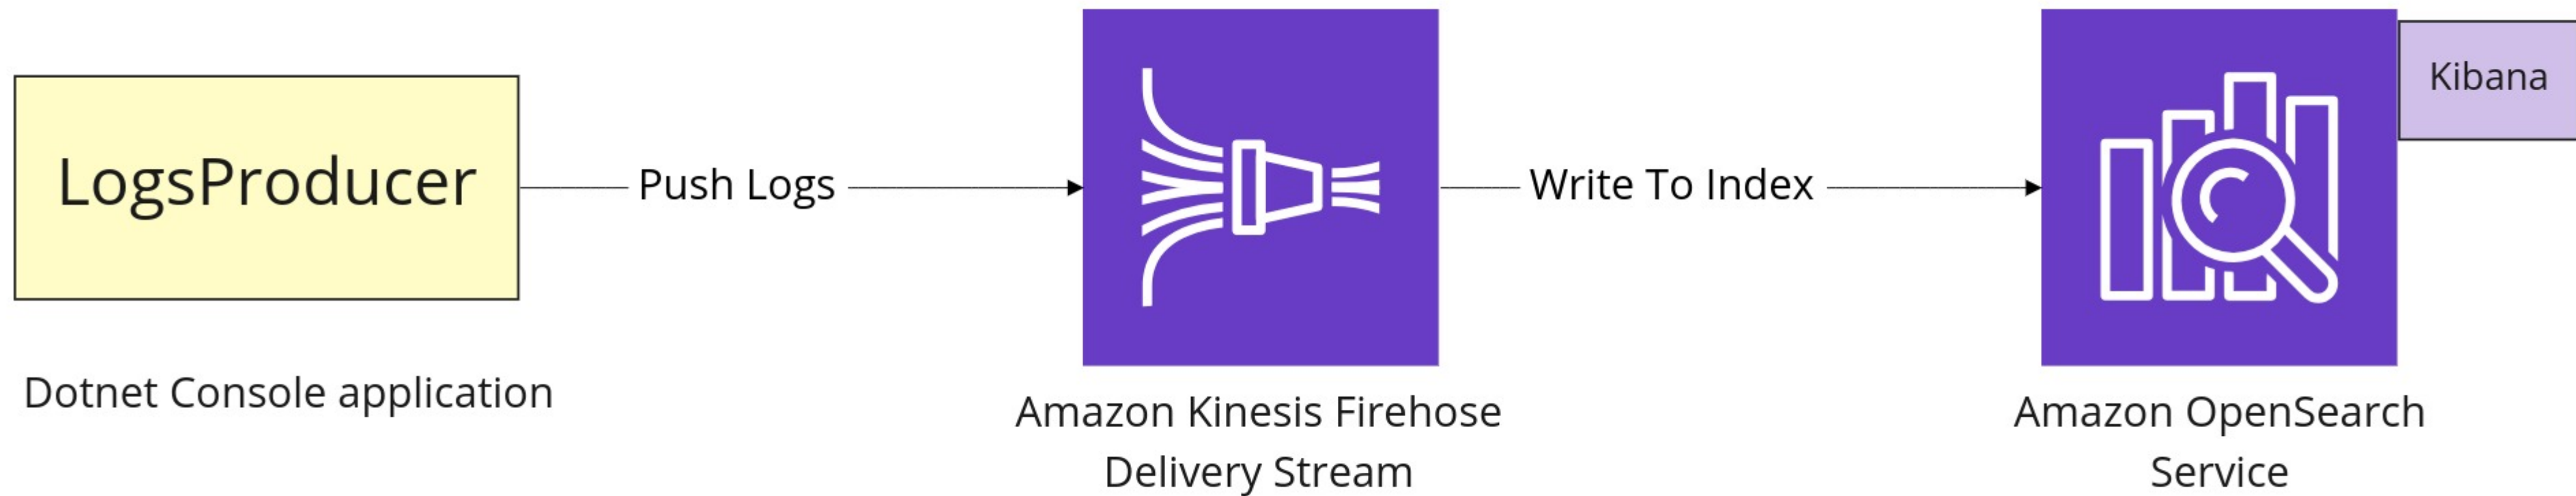 LogsProducer
Push Logs
Write To Index
Kibana
Dotnet Console application
Amazon Kinesis Firehose
Delivery Stream
Amazon OpenSearch
Service